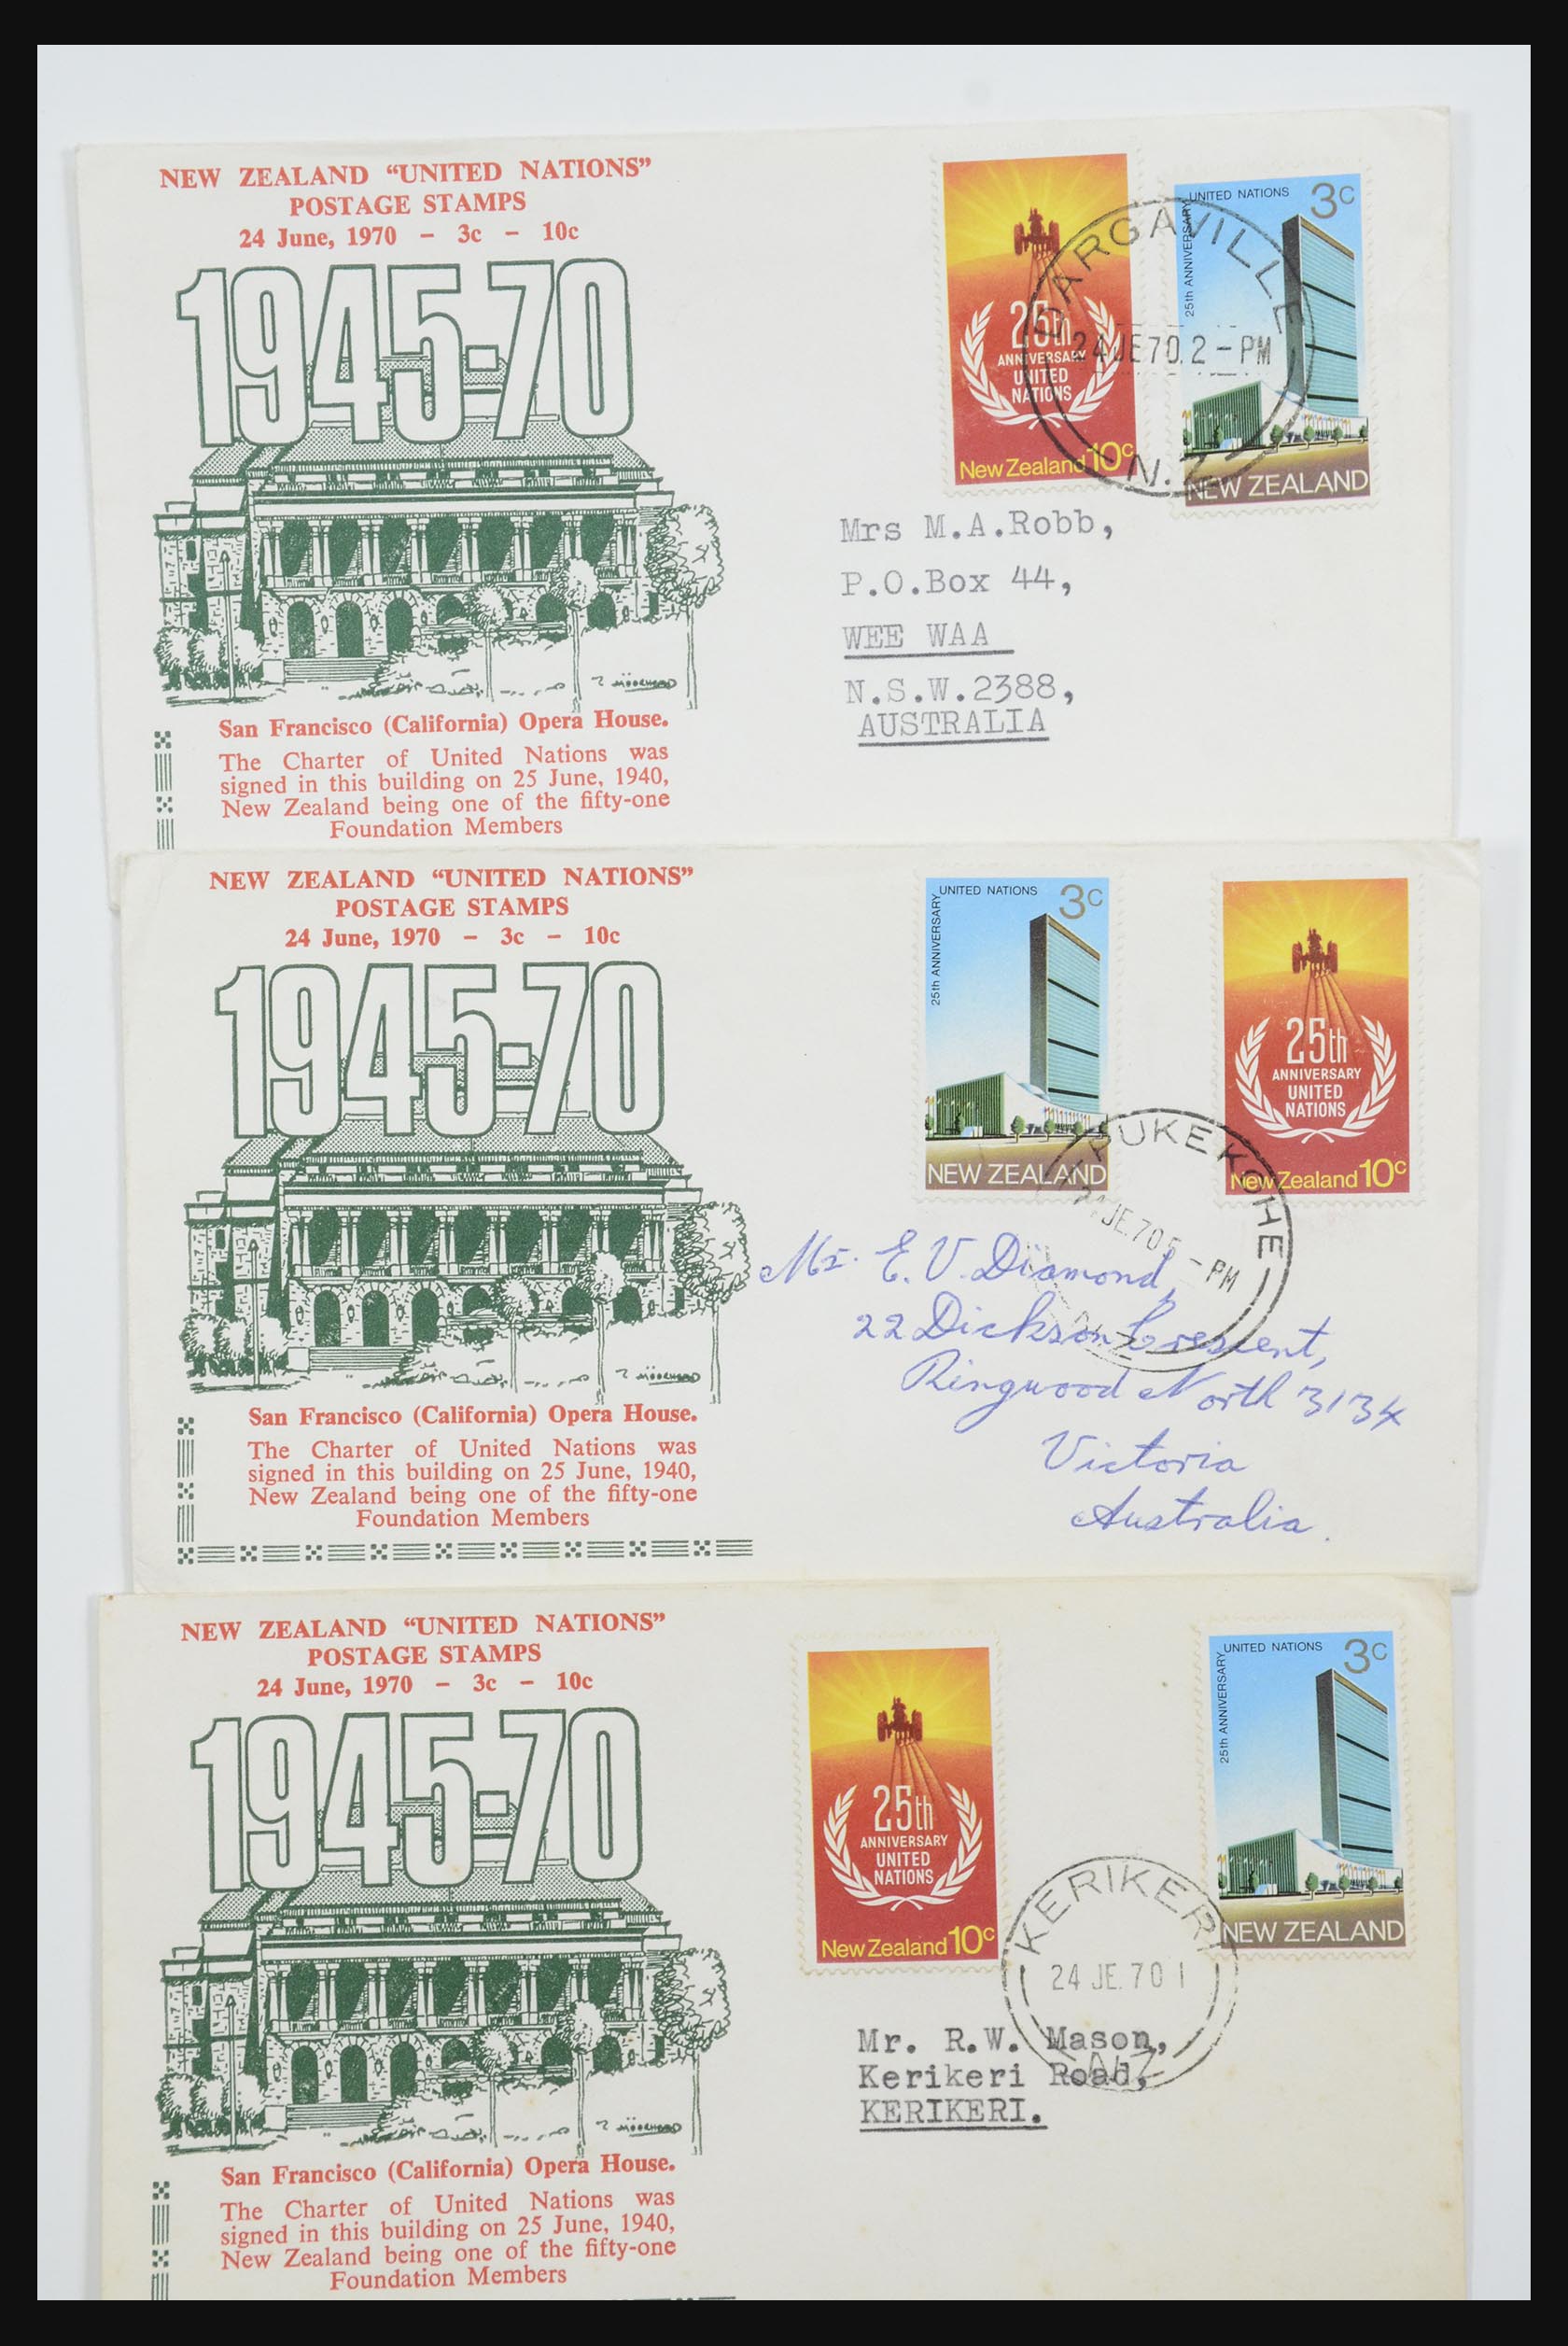 NEW ZEALAND “UNITED NATIONS”
POSTAGE STAMPS
24 June, 1970 – 3c – 10c
1945-70
San Francisco (California) Opera House.
The Charter of United Nations was
signed in this building on 25 June, 1940,
New Zealand being one of the fifty-one
Foundation Members
25th
ANNIVERSARY
UNITED
NATIONS
New Zealand 10c
UNITED NATIONS 3c
25th ANNIVERSARY
NEW ZEALAND
DARGAVILLE
24 JE 70. 2 - PM
N.Z.
Mrs M.A.Robb,
P.O.Box 44,
WEE WAA
N.S.W.2388,
AUSTRALIA
NEW ZEALAND “UNITED NATIONS”
POSTAGE STAMPS
24 June, 1970 – 3c – 10c
1945-70
San Francisco (California) Opera House.
The Charter of United Nations was
signed in this building on 25 June, 1940,
New Zealand being one of the fifty-one
Foundation Members
UNITED NATIONS 3c
25th ANNIVERSARY
NEW ZEALAND
25th
ANNIVERSARY
UNITED
NATIONS
New Zealand 10c
PUKEKOHE
24 JE.70 5 - PM
Mr. E. V. Diamond,
22 Dickson Crescent,
Ringwood North 3134
Victoria
Australia.
NEW ZEALAND “UNITED NATIONS”
POSTAGE STAMPS
24 June, 1970 – 3c – 10c
1945-70
San Francisco (California) Opera House.
The Charter of United Nations was
signed in this building on 25 June, 1940,
New Zealand being one of the fifty-one
Foundation Members
25th
ANNIVERSARY
UNITED
NATIONS
New Zealand 10c
UNITED NATIONS 3c
25th ANNIVERSARY
NEW ZEALAND
KERIKERI
24 JE. 70 1
N.Z.
Mr. R.W. Mason,
Kerikeri Road,
KERIKERI.